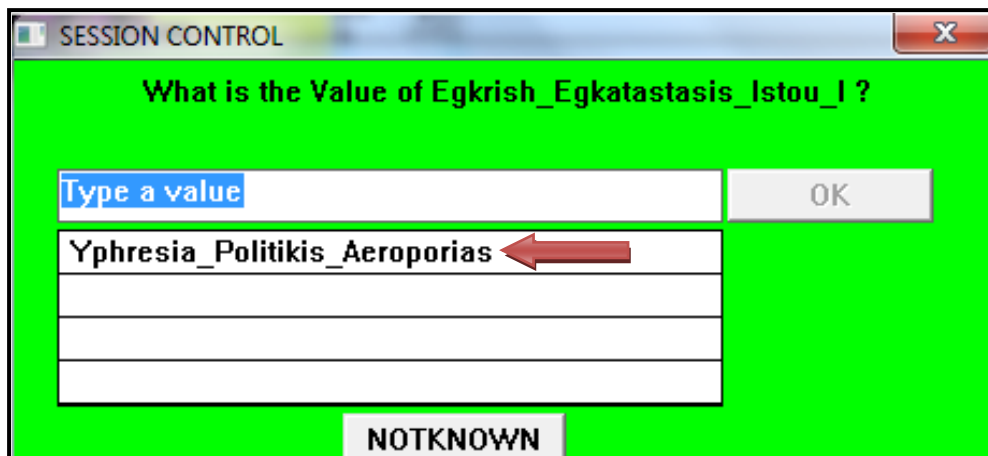 SESSION CONTROL
What is the Value of Egkrish_Egkatastasis_Istou_I ?
Type a value
OK
Yphresia_Politikis_Aeroporias
NOTKNOWN